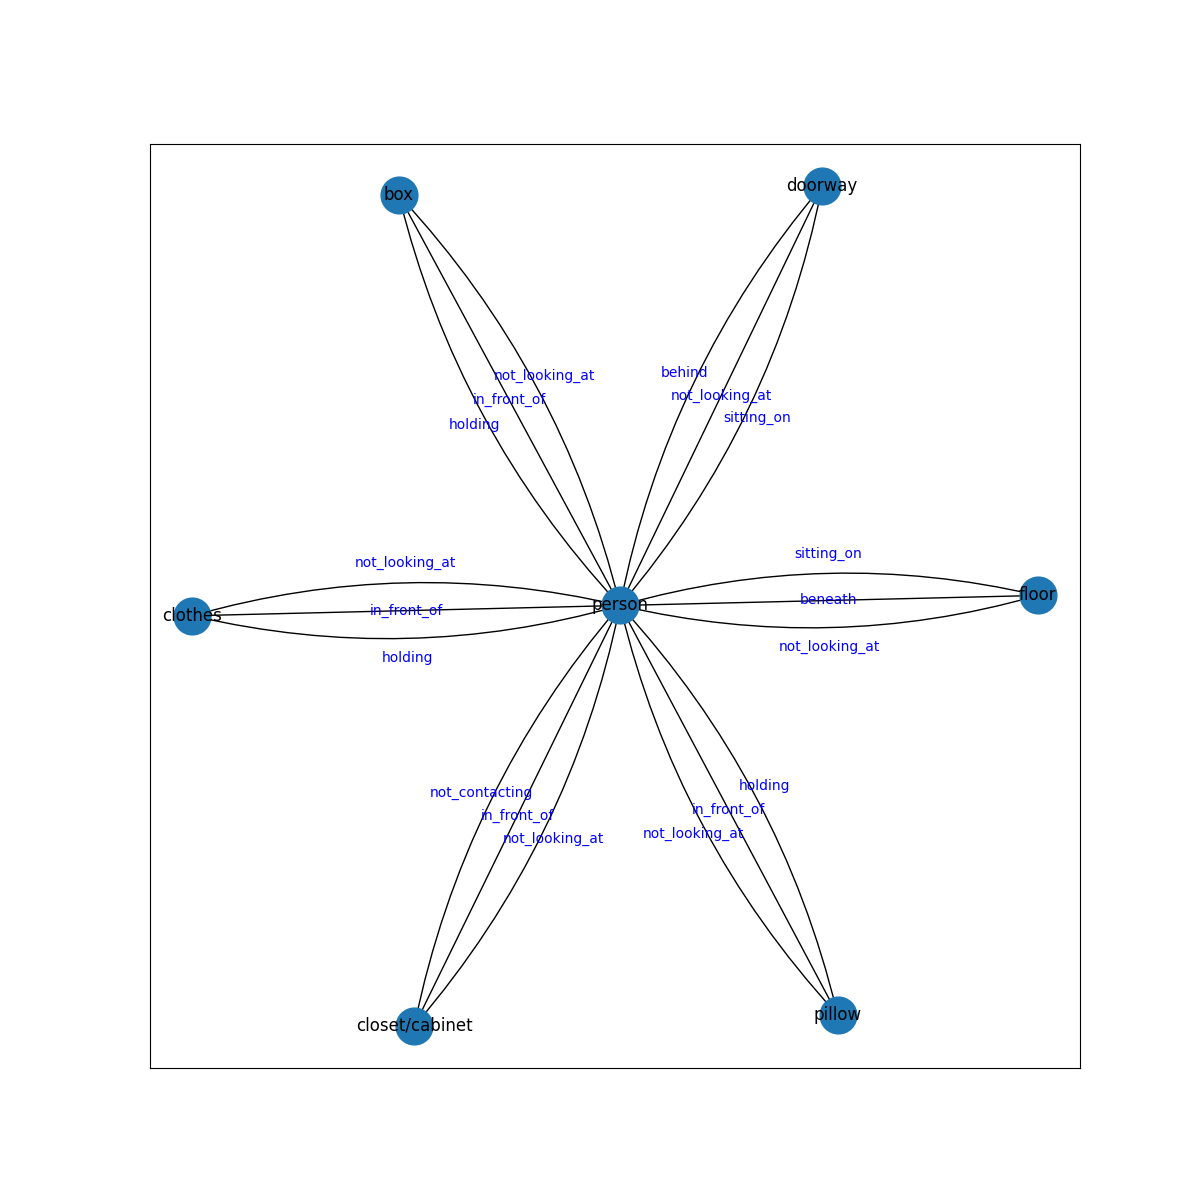 box
doorway
behind
not_looking_at
not_looking_at
in_front_of
sitting_on
holding
sitting_on
not_looking_at
beneath
floor
person
in_front_of
clothes
not_looking_at
holding
holding
not_contacting
in_front_of
in_front_of
not_looking_at
not_looking_at
pillow
closet/cabinet